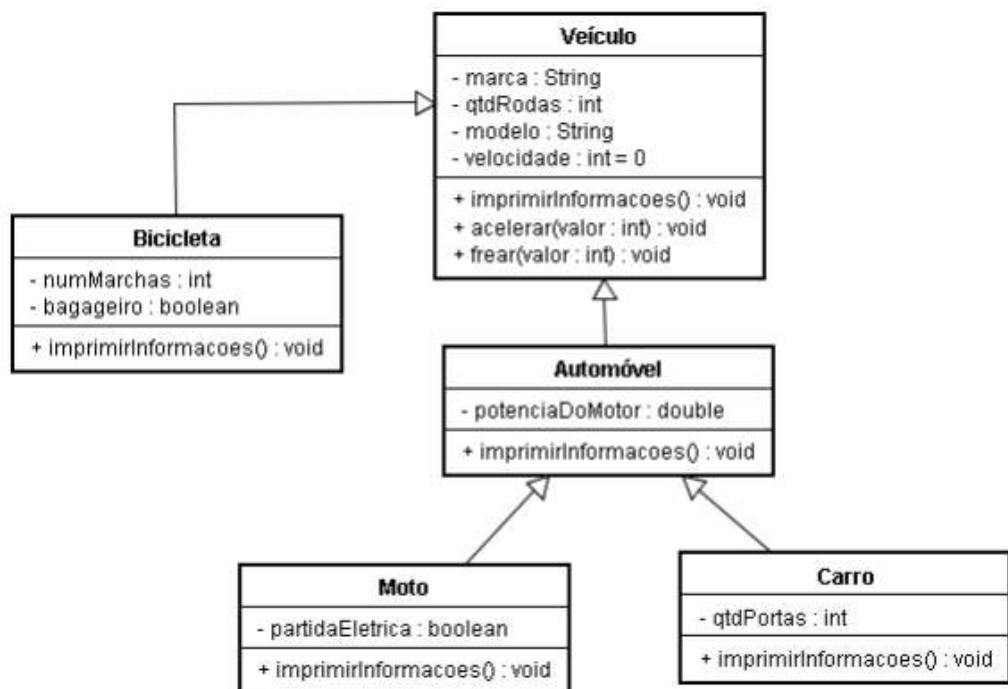 Veículo
- marca : String
- qtdRodas : int
- modelo : String
- velocidade : int = 0
+ imprimirInformacoes() : void
+ acelerar(valor : int) : void
+ frear(valor : int) : void
Bicicleta
- numMarchas : int
- bagageiro : boolean
+ imprimirInformacoes() : void
Automóvel
- potenciaDoMotor : double
+ imprimirInformacoes() : void
Moto
- partidaEletrica : boolean
+ imprimirInformacoes() : void
Carro
- qtdPortas : int
+ imprimirInformacoes() : void